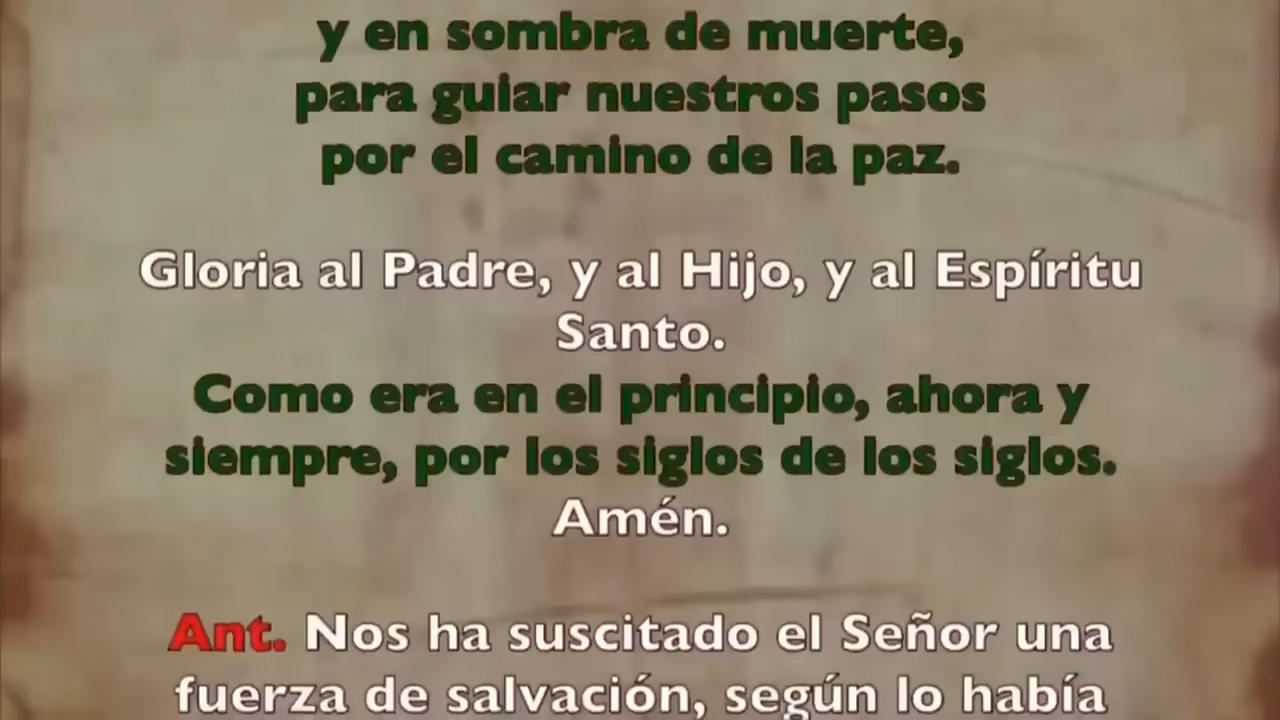 y en sombra de muerte,
para guiar nuestros pasos
por el camino de la paz.
Gloria al Padre, y al Hijo, y al Espíritu
Santo.
Como era en el principio, ahora y
siempre, por los siglos de los siglos.
Amén.
Ant. Nos ha suscitado el Señor una
fuerza de salvación, según lo había